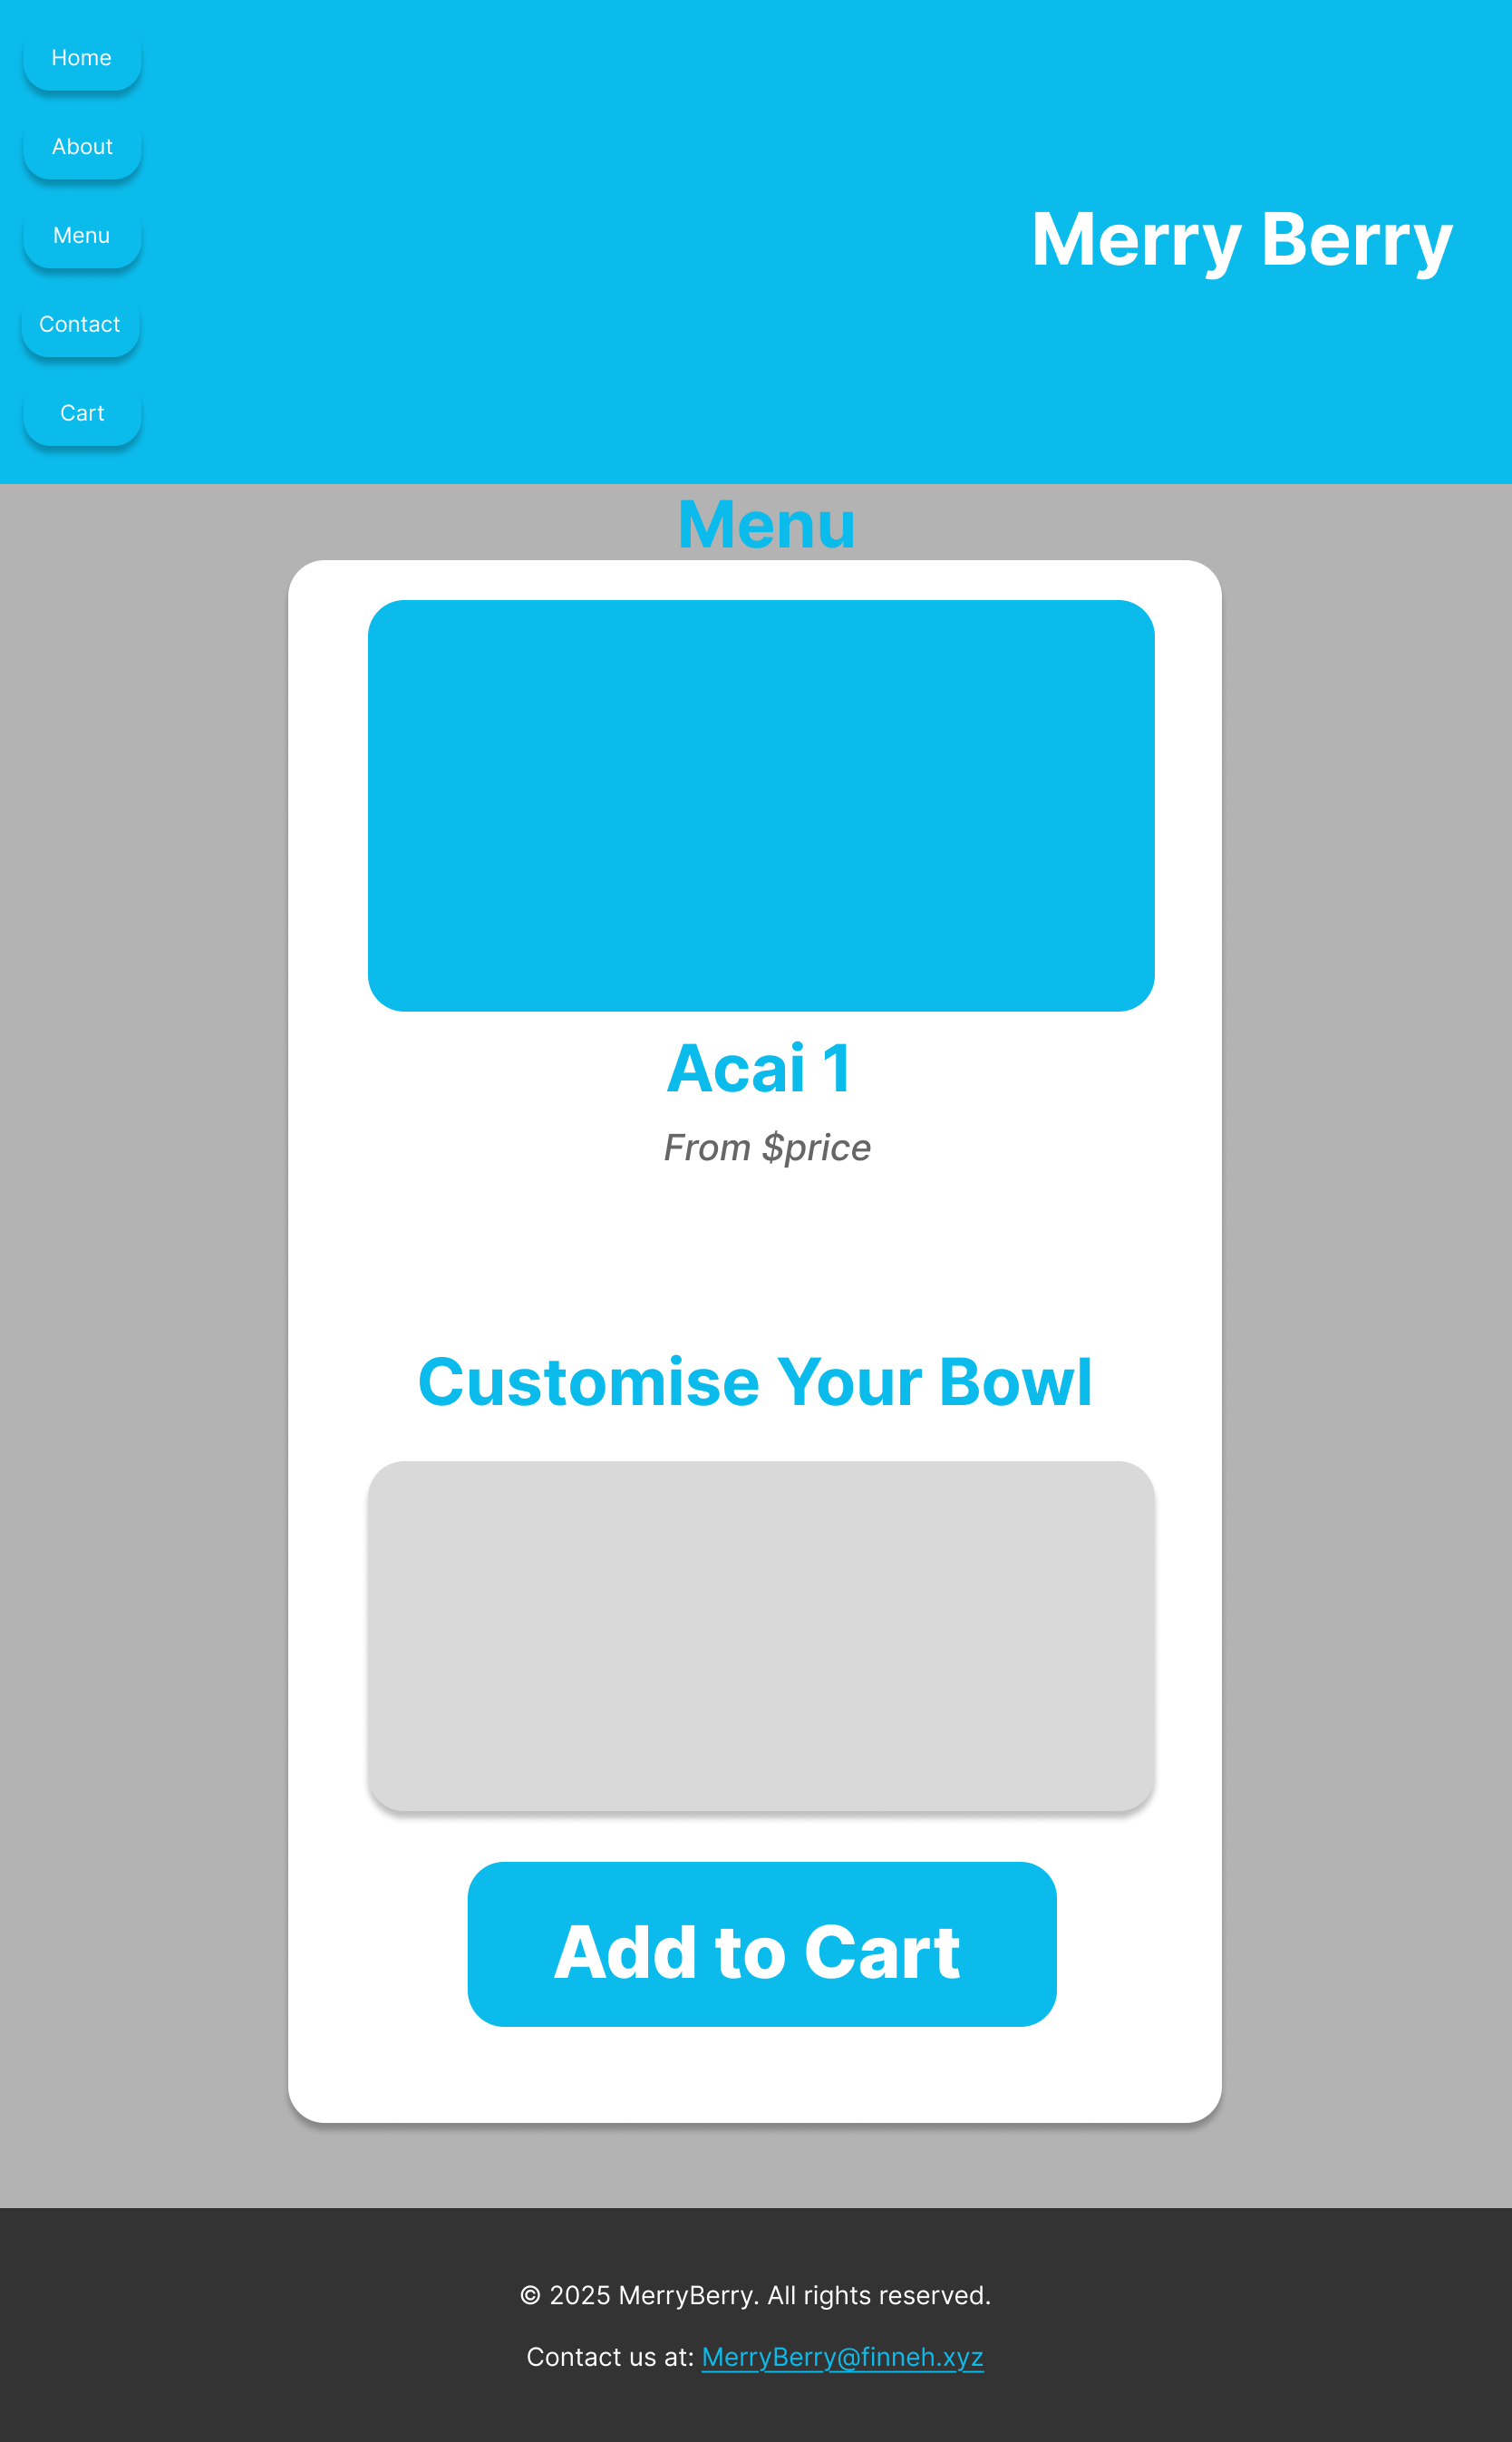 Home
About
Menu
Contact
Cart
Merry Berry
Menu
Acai 1
From $price
Customise Your Bowl
Add to Cart
© 2025 MerryBerry. All rights reserved.
Contact us at: MerryBerry@finneh.xyz